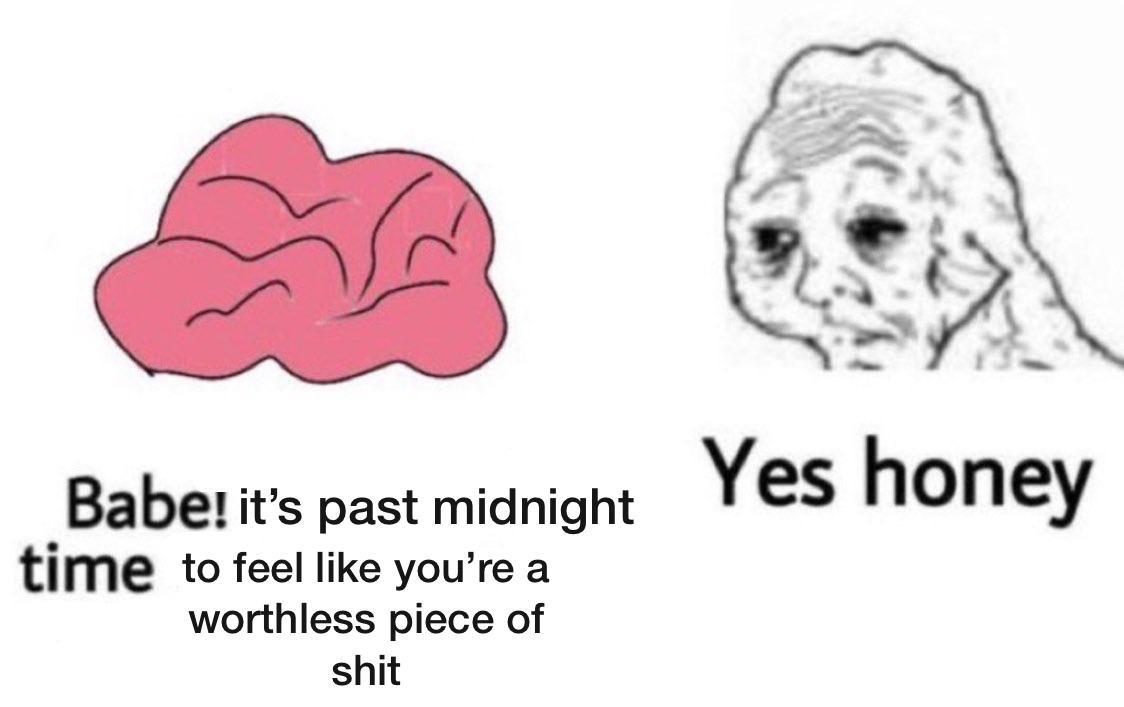 Babe! it’s past midnight
time to feel like you’re a
worthless piece of
shit
Yes honey